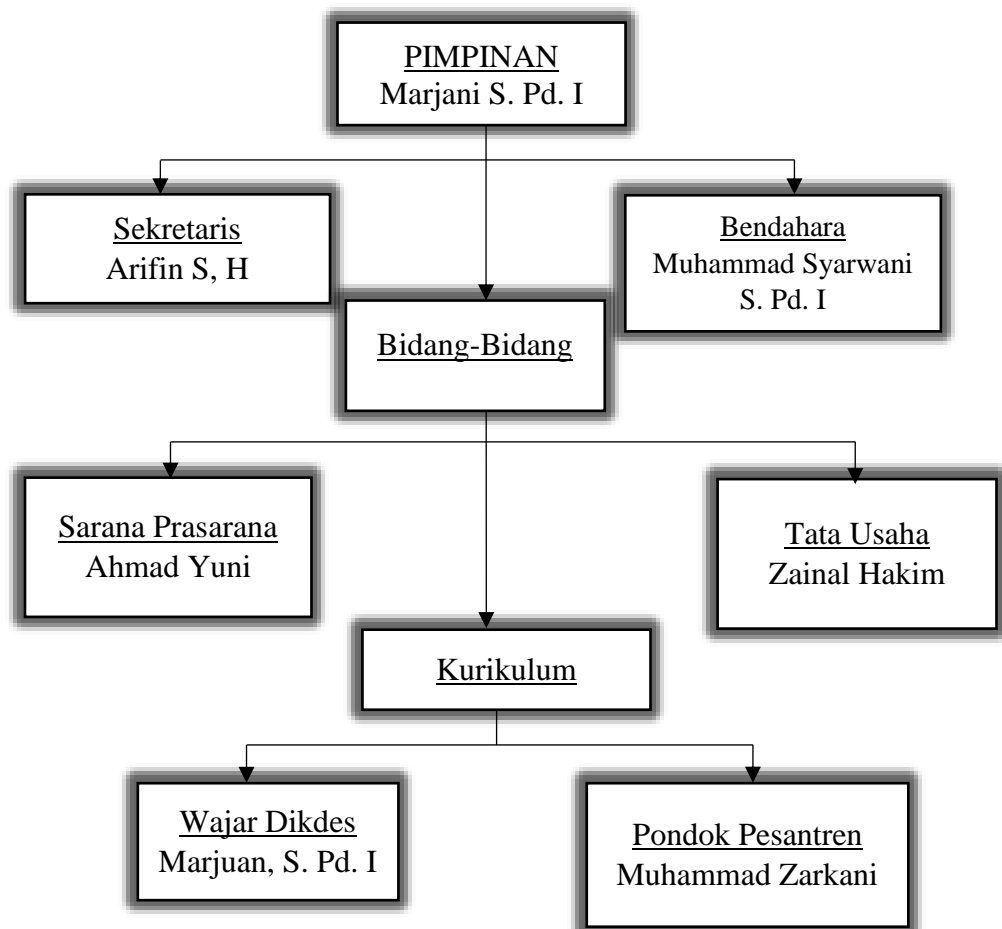 PIMPINAN
Marjani S. Pd. I
Sekretaris
Arifin S, H
Bendahara
Muhammad Syarwani
S. Pd. I
Bidang-Bidang
Sarana Prasarana
Ahmad Yuni
Tata Usaha
Zainal Hakim
Kurikulum
Wajar Dikdes
Marjuan, S. Pd. I
Pondok Pesantren
Muhammad Zarkani